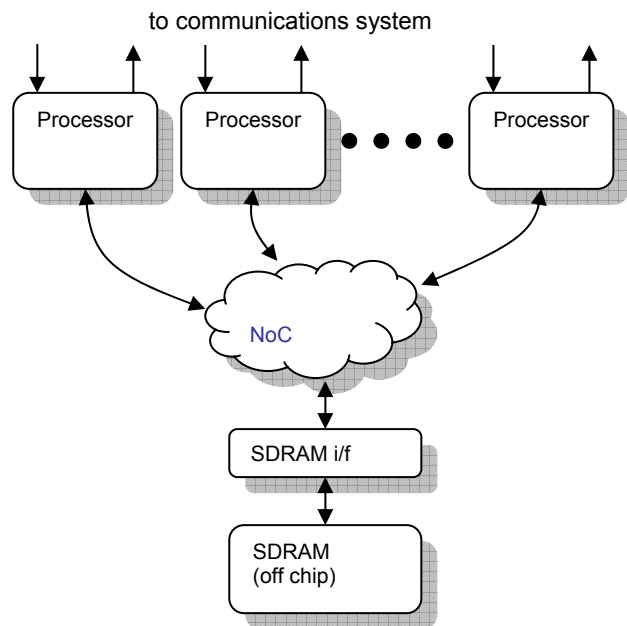 to communications system
Processor
Processor
Processor
NoC
SDRAM i/f
SDRAM
(off chip)